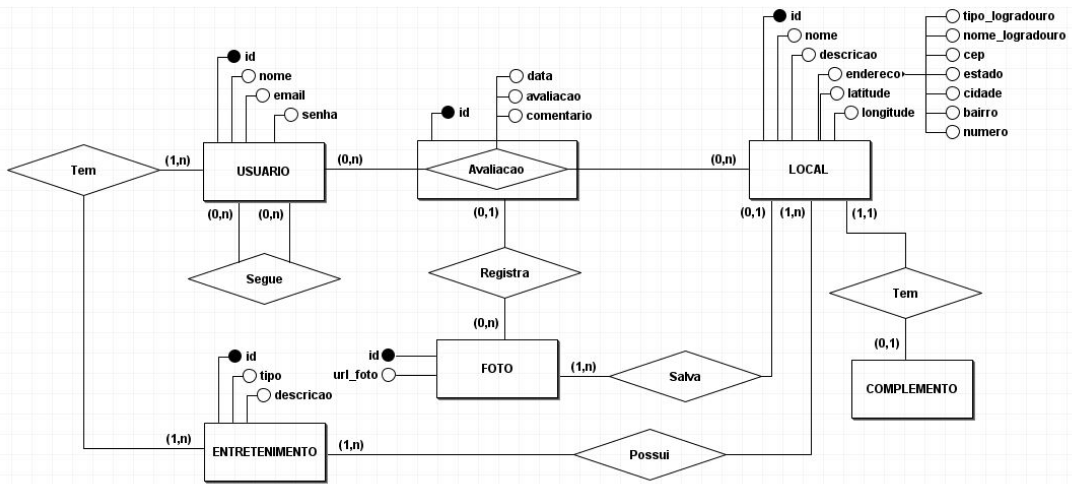 id
nome
email
senha
Tem
(1,n)
USUARIO
(0,n)
(0,n)
(0,n)
Segue
data
avaliacao
comentario
id
Avaliacao
(0,1)
Registra
(0,n)
(0,n)
id
nome
descricao
endereco
latitude
longitude
tipo_logradouro
nome_logradouro
cep
estado
cidade
bairro
numero
LOCAL
(0,1)
(1,n)
(1,1)
Tem
(0,1)
COMPLEMENTO
id
url_foto
FOTO
(1,n)
Salva
id
tipo
descricao
(1,n)
ENTRETENIMENTO
(1,n)
Possui